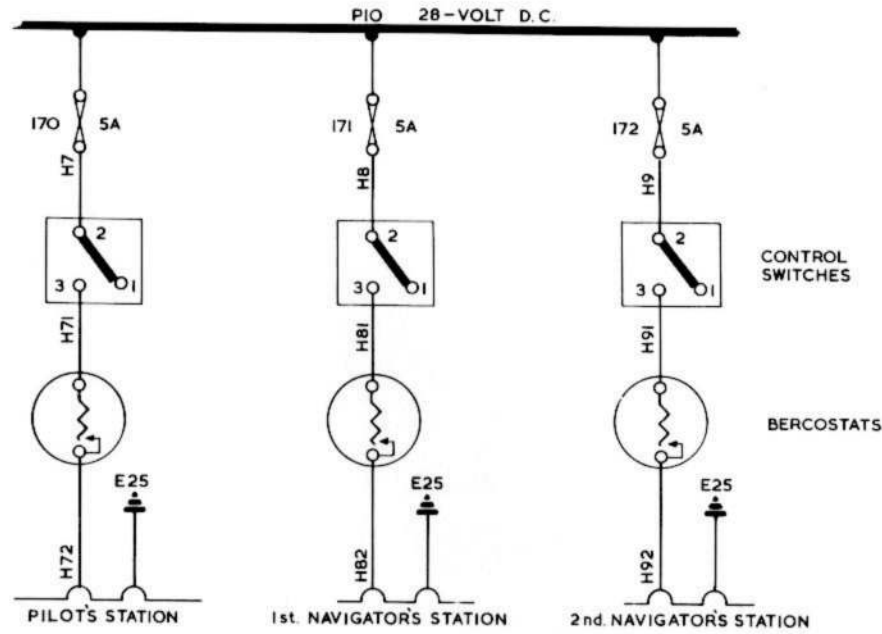 PIO 28-VOLT D.C.
170 5A
171 5A
172 5A
H7
H8
H9
2
3 1
2
3 1
2
3 1
CONTROL
SWITCHES
H71
H81
H91
BERCOSTATS
E25
E25
E25
H72
H82
H92
PILOT'S STATION
1st. NAVIGATOR'S STATION
2nd. NAVIGATOR'S STATION